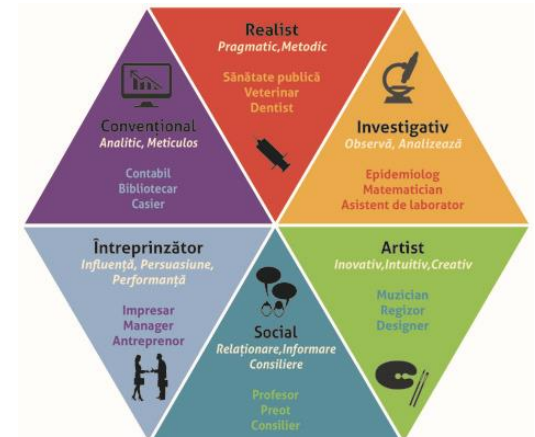 Realist
Pragmatic,Metodic
Sănătate publică
Veterinar
Dentist
Convențional
Analitic, Meticulos
Contabil
Bibliotecar
Casier
Investigativ
Observă, Analizează
Epidemiolog
Matematician
Asistent de laborator
Întreprinzător
Influență, Persuasiune,
Performanță
Impresar
Manager
Antreprenor
Social
Relaționare,Informare
Consiliere
Profesor
Preot
Consilier
Artist
Inovativ,Intuitiv,Creativ
Muzician
Regizor
Designer